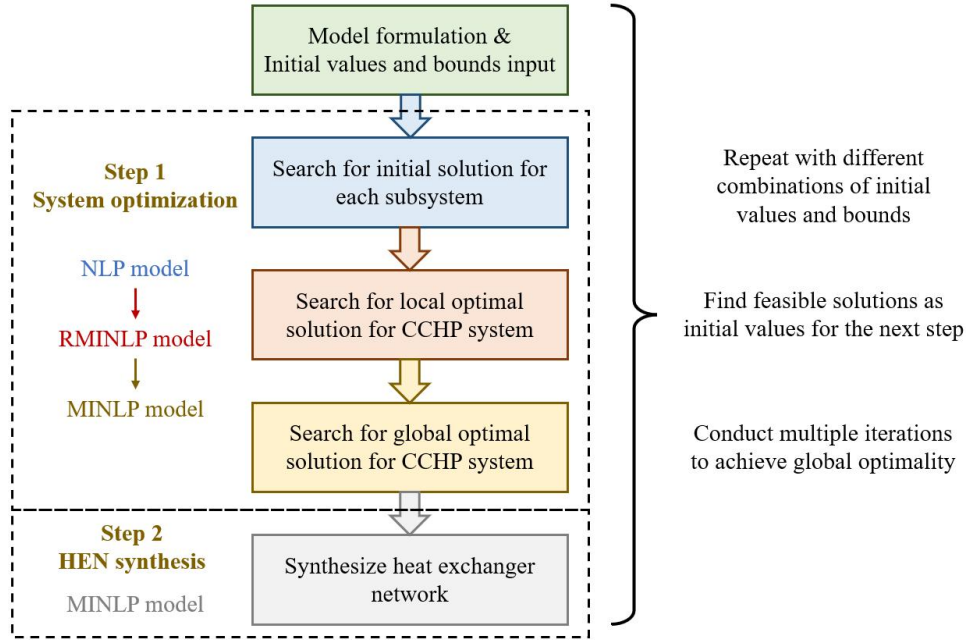 Model formulation &
Initial values and bounds input
Step 1
System optimization
Search for initial solution for
each subsystem
NLP model
RMINLP model
MINLP model
Search for local optimal
solution for CCHP system
Search for global optimal
solution for CCHP system
Step 2
HEN synthesis
MINLP model
Synthesize heat exchanger
network
Repeat with different
combinations of initial
values and bounds
Find feasible solutions as
initial values for the next step
Conduct multiple iterations
to achieve global optimality